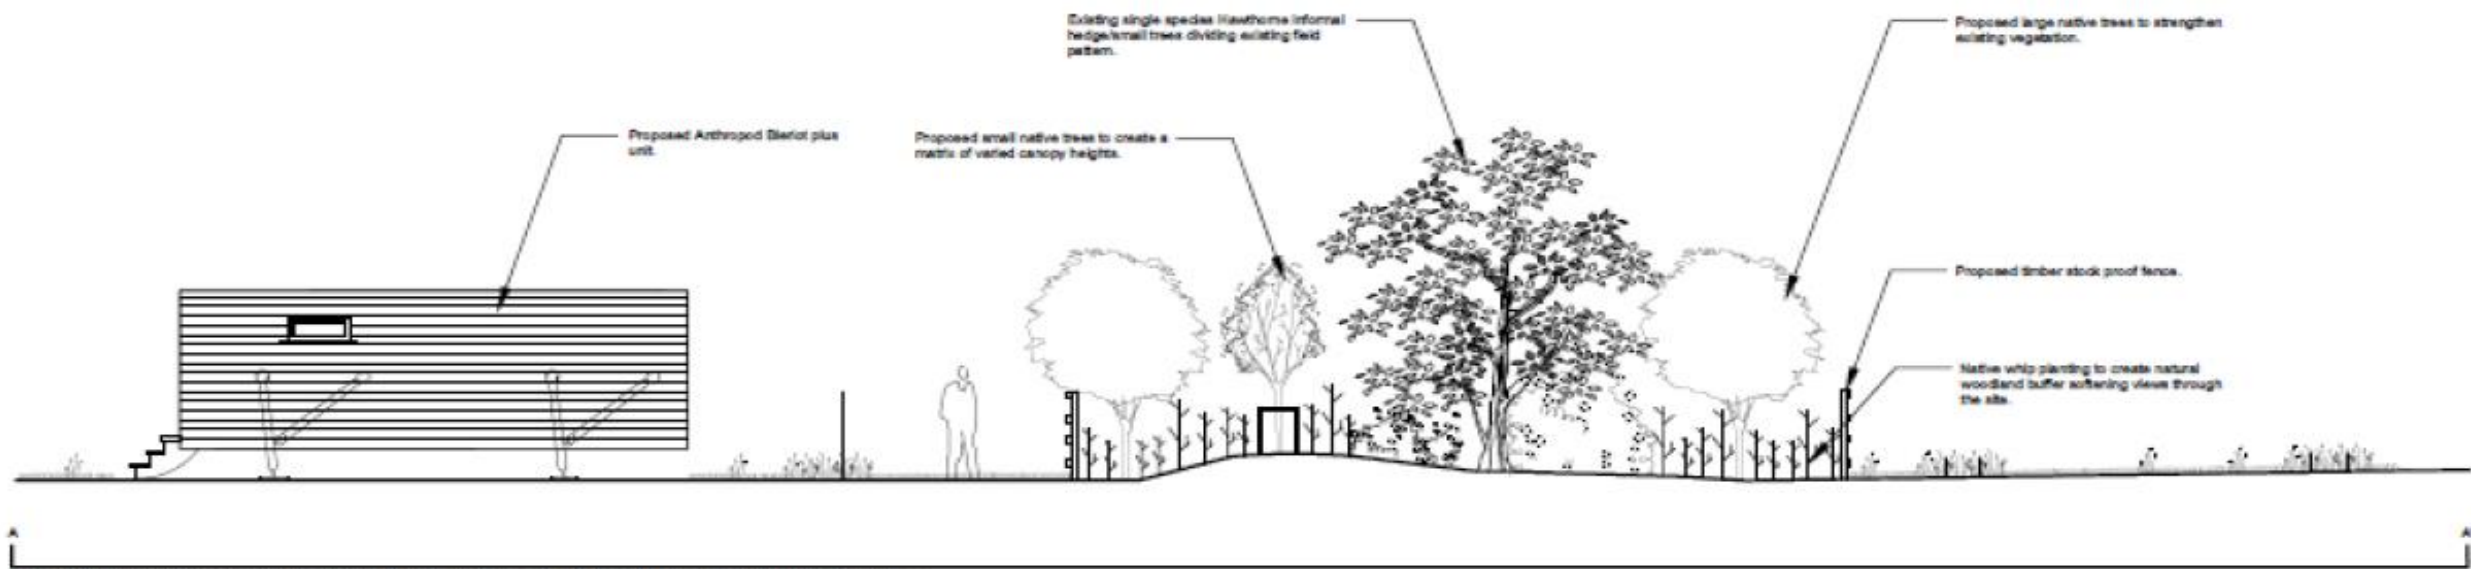 Existing single species Hawthorne informal
hedge/small trees dividing existing field
pattern.
Proposed large native trees to strengthen
existing vegetation.
Proposed Anthropod Bleriot plus
unit.
Proposed small native trees to create a
matrix of varied canopy heights.
Proposed timber stock proof fence.
Native whip planting to create natural
woodland buffer softening views through
the site.
A
A